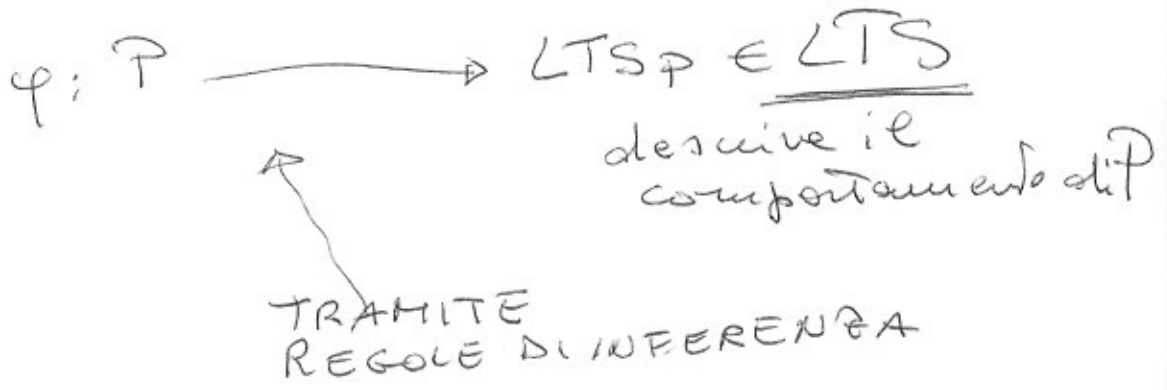 φ: P → LTSp ∈ LTS
descrive il
comportamento di P
TRAMITE
REGOLE DI INFERENZA